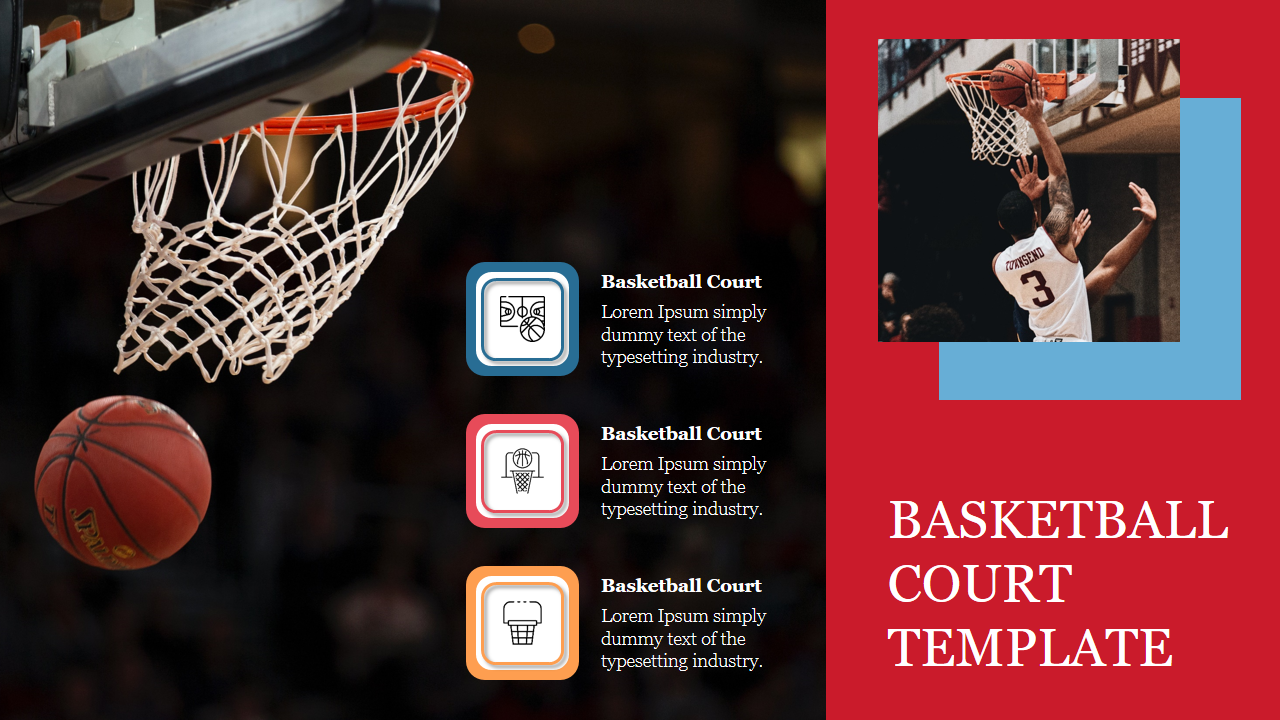 Basketball Court
Lorem Ipsum simply
dummy text of the
typesetting industry.
Basketball Court
Lorem Ipsum simply
dummy text of the
typesetting industry.
Basketball Court
Lorem Ipsum simply
dummy text of the
typesetting industry.
TOWNSEND
3
BASKETBALL
COURT
TEMPLATE